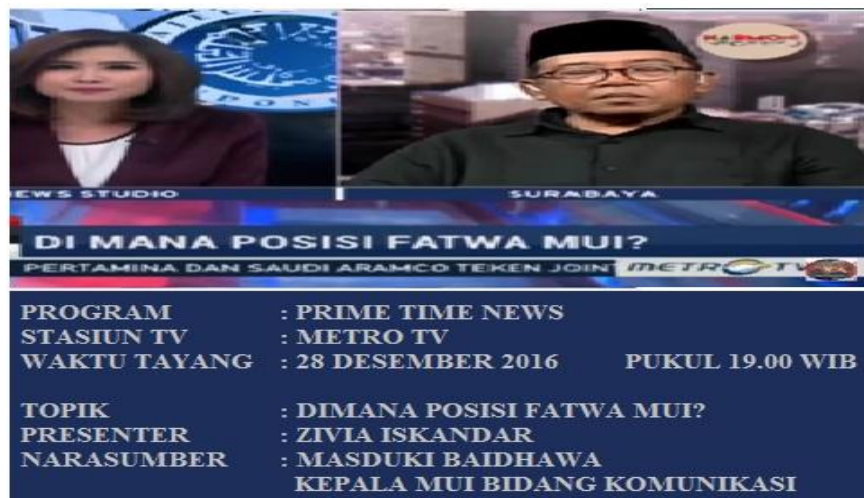 EWS STUDIO
SURABAYA
DI MANA POSISI FATWA MUI?
PERTAMINA DAN SAUDI ARAMCO TEKEN JOIN
METRO TV
PROGRAM : PRIME TIME NEWS
STASIUN TV : METRO TV
WAKTU TAYANG : 28 DESEMBER 2016 PUKUL 19.00 WIB
TOPIK : DIMANA POSISI FATWA MUI?
PRESENTER : ZIVIA ISKANDAR
NARASUMBER : MASDUKI BAIDHAWA
KEPALA MUI BIDANG KOMUNIKASI